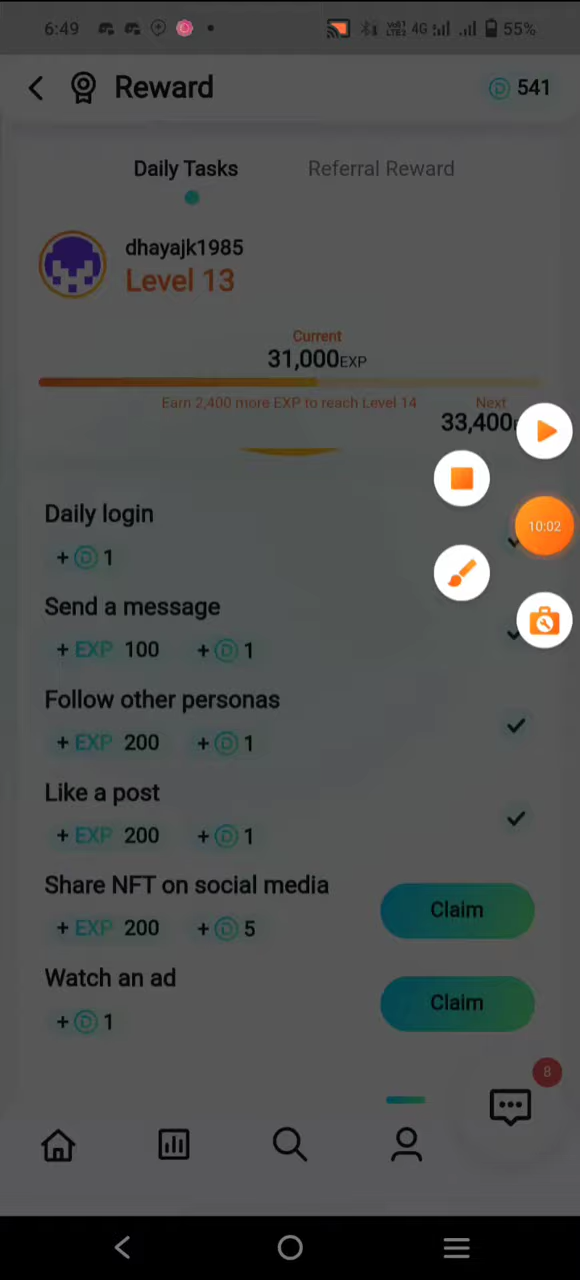 6:49
VoI1 LTE2 4G 55%
Reward
541
Daily Tasks Referral Reward
dhayajk1985
Level 13
Current
31,000EXP
Earn 2,400 more EXP to reach Level 14
Next
33,400
10:02
Daily login
+ D 1
Send a message
+ EXP 100 + D 1
Follow other personas
+ EXP 200 + D 1
Like a post
+ EXP 200 + D 1
Share NFT on social media
+ EXP 200 + D 5
Claim
Watch an ad
+ D 1
Claim
8